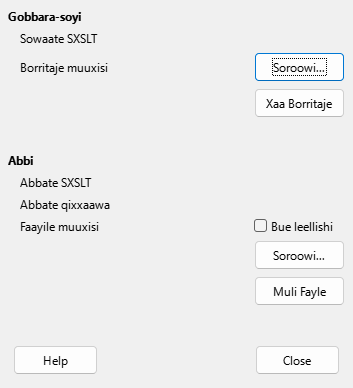 Gobbara-soyi
Sowaate SXSLT
Borritaje muuxisi
Soroowi...
Xaa Borritaje
Abbi
Abbate SXSLT
Abbate qixxaawa
Faayile muuxisi
Bue leellishi
Soroowi...
Muli Fayle
Help
Close